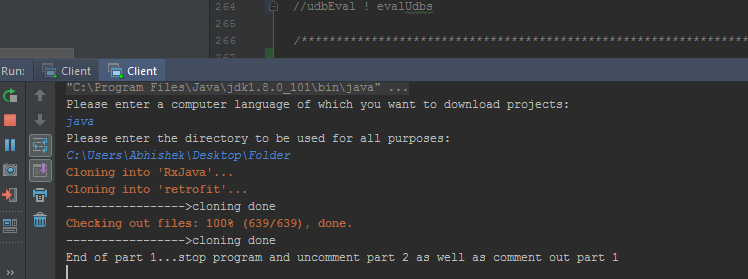 264 //udbEval ! evalUdbs
265
266 /******************************************************************************
267
Run: Client Client
"C:\Program Files\Java\jdk1.8.0_101\bin\java" ...
Please enter a computer language of which you want to download projects:
java
Please enter the directory to be used for all purposes:
C:\Users\Abhishek\Desktop\Folder
Cloning into 'RxJava'...
Cloning into 'retrofit'...
----------------->cloning done
Checking out files: 100% (639/639), done.
----------------->cloning done
End of part 1...stop program and uncomment part 2 as well as comment out part 1